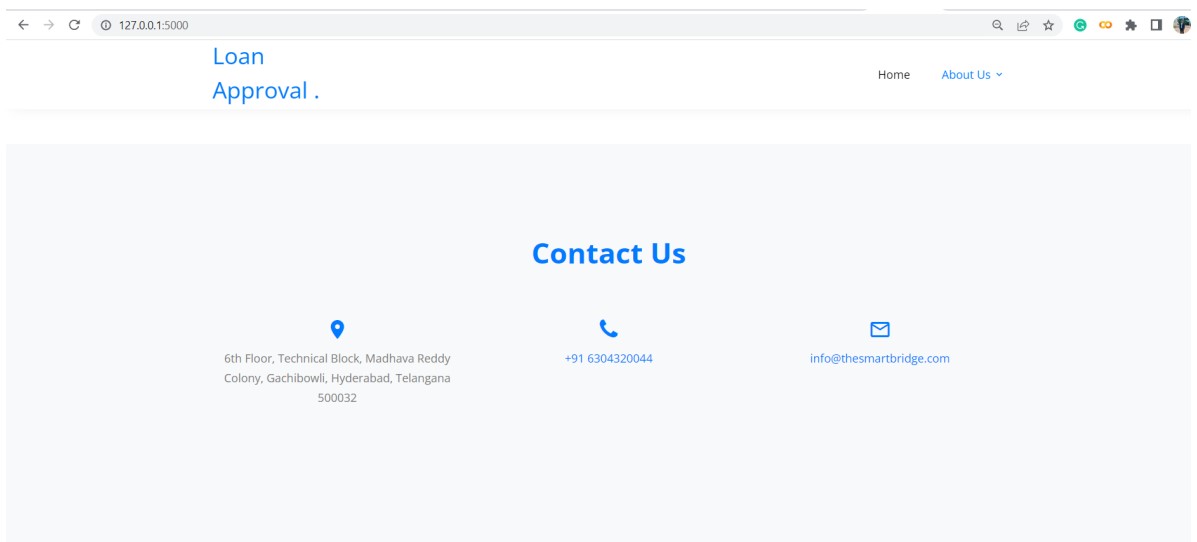 127.0.0.1:5000
Loan
Approval .
Home About Us
Contact Us
6th Floor, Technical Block, Madhava Reddy
Colony, Gachibowli, Hyderabad, Telangana
500032
+91 6304320044
info@thesmartbridge.com